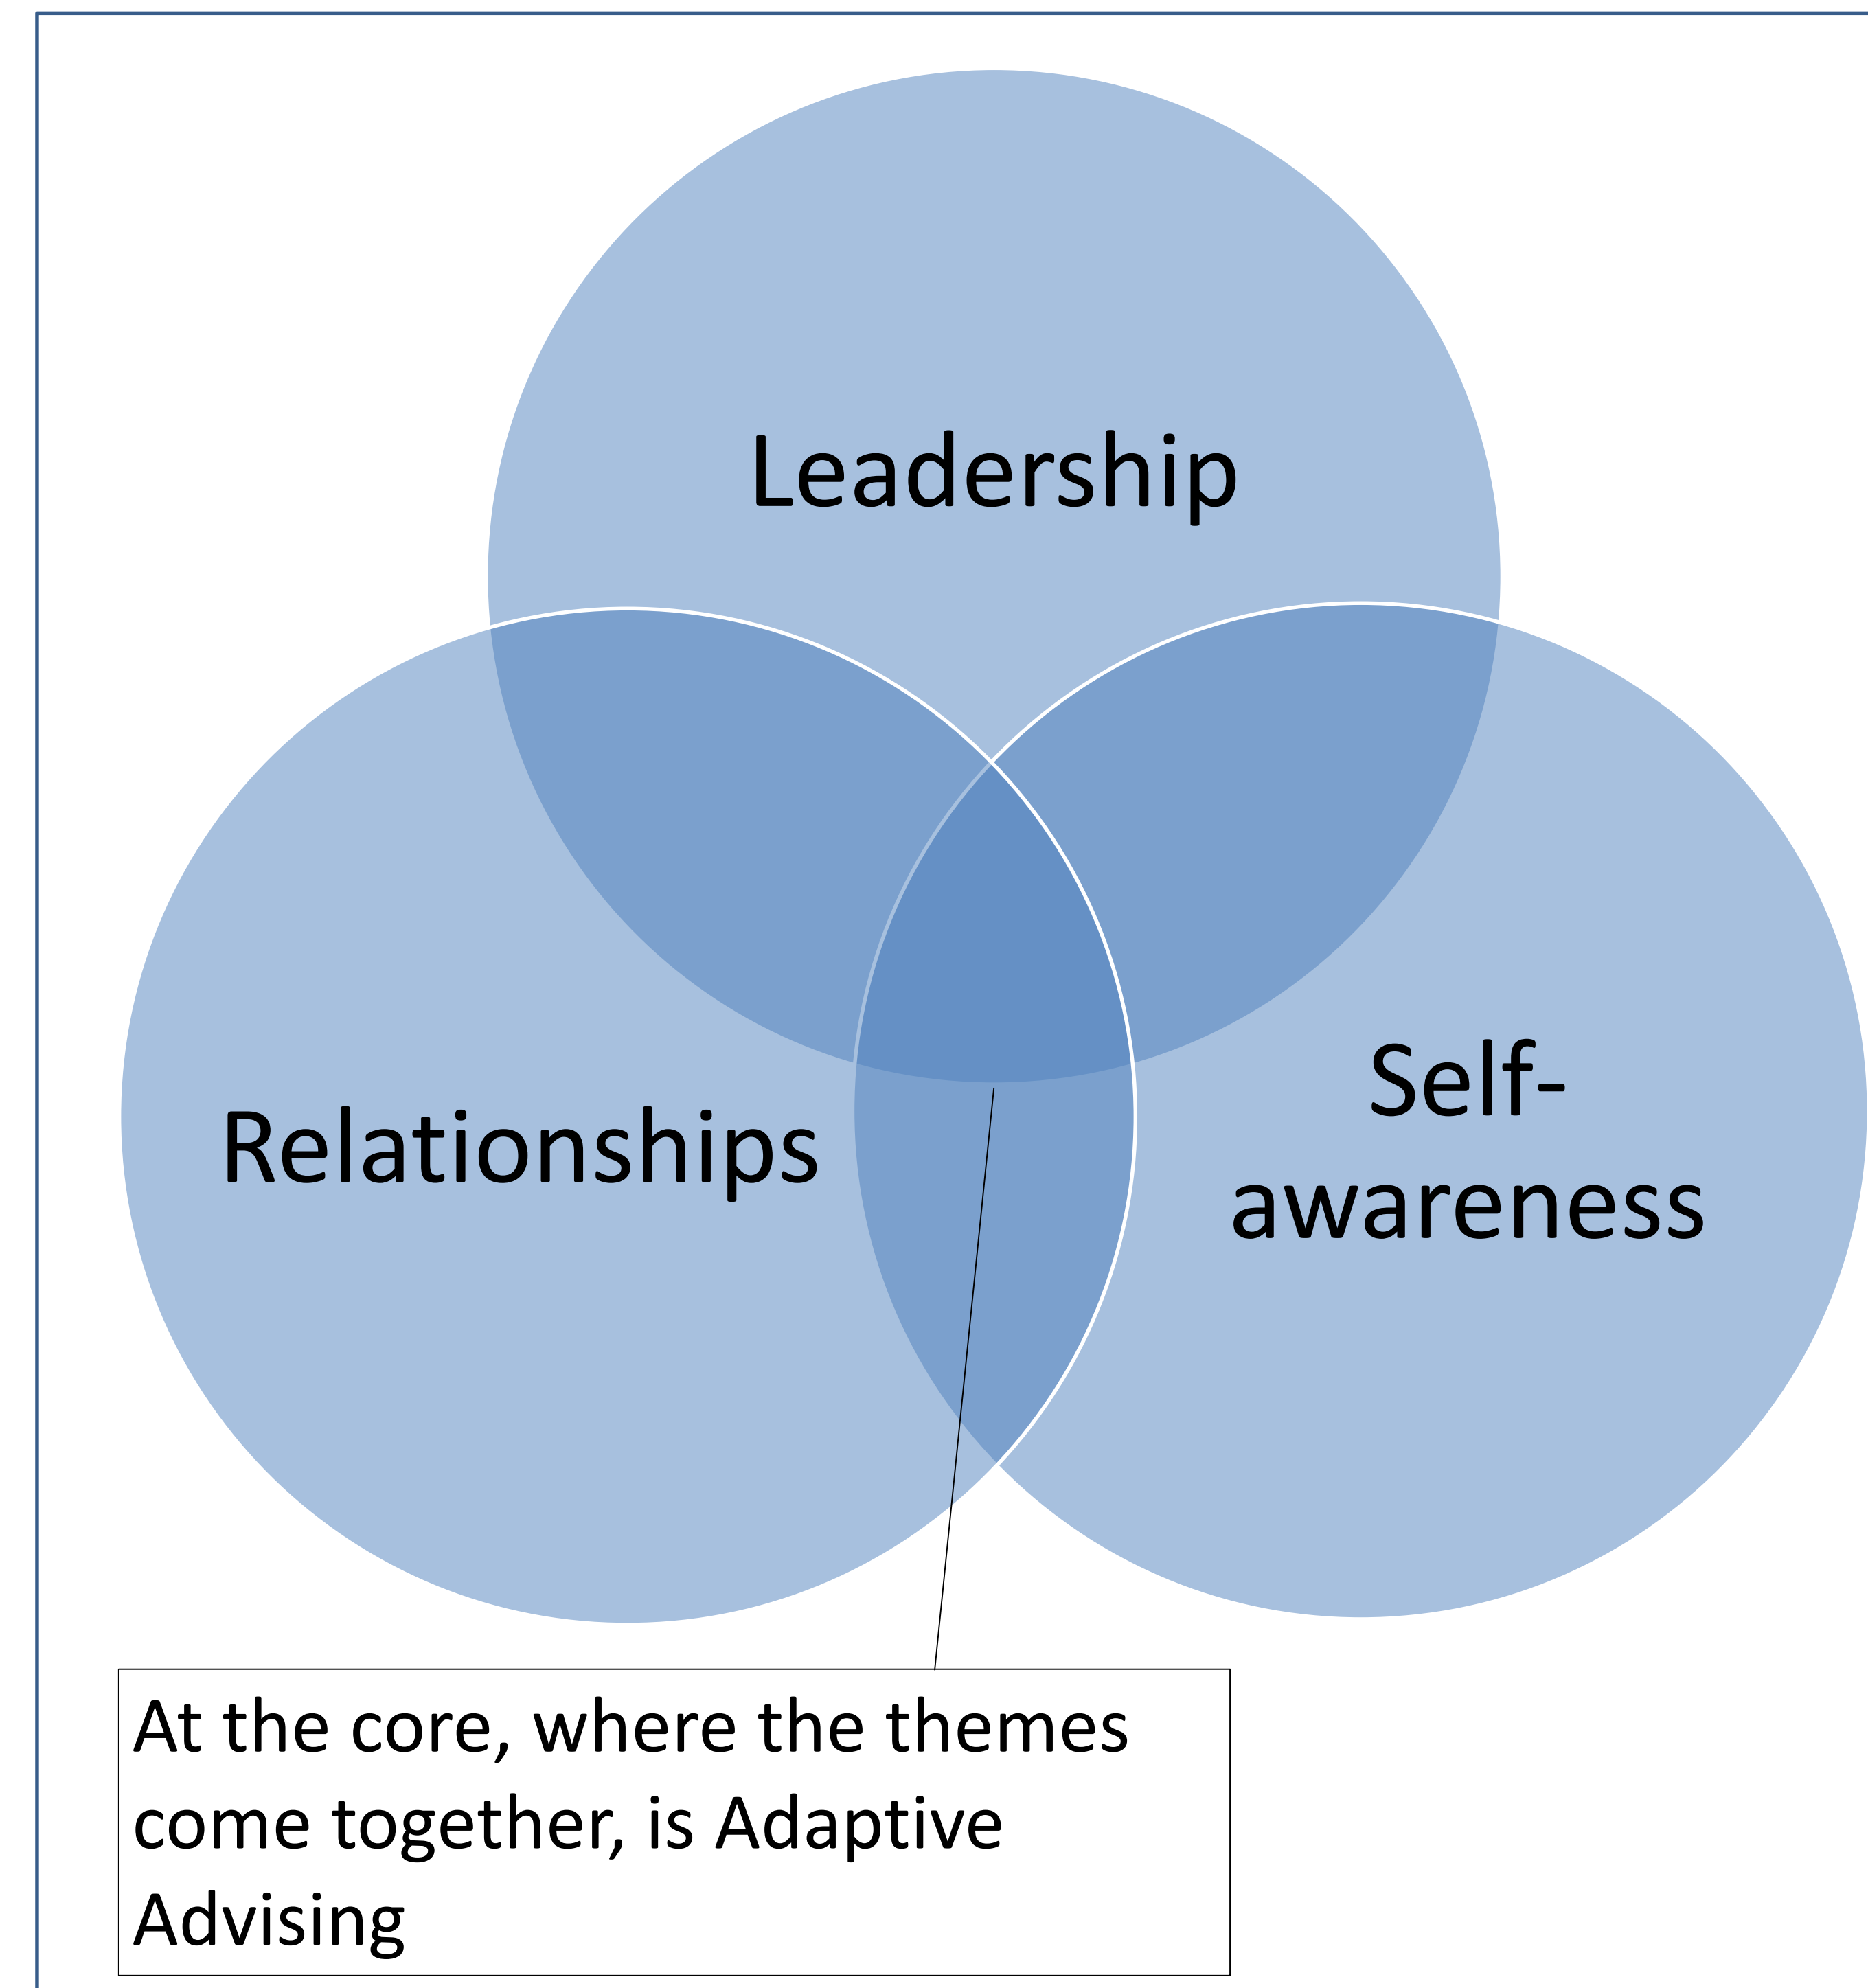 Leadership
Relationships
Self-
awareness
At the core, where the themes
come together, is Adaptive
Advising